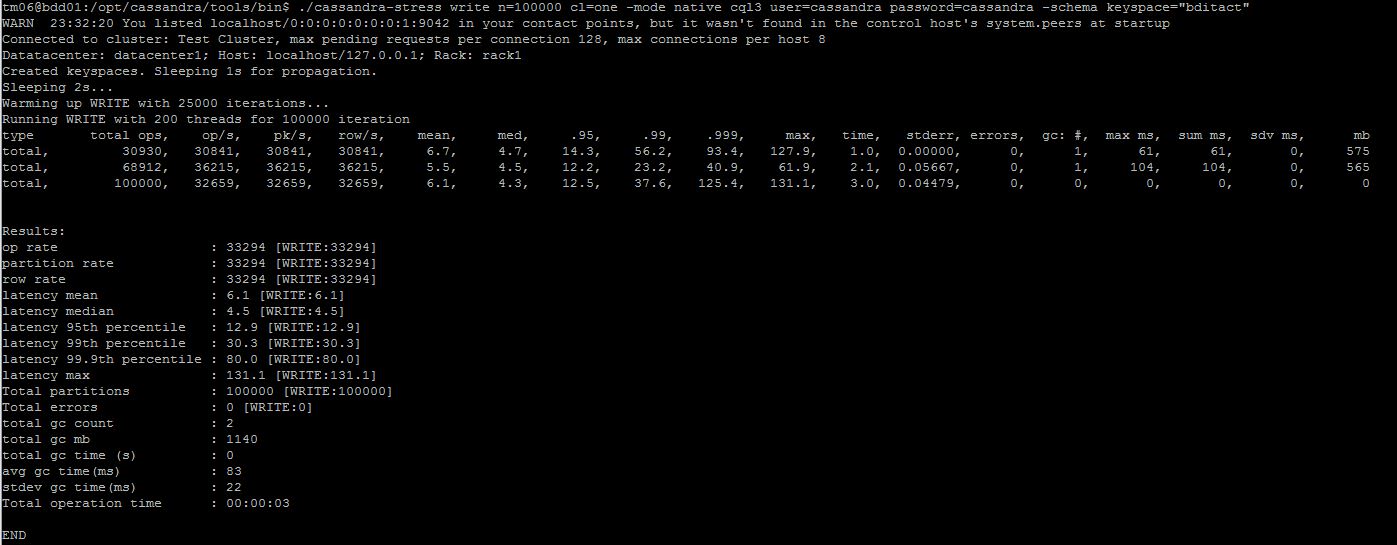 tm06@bdd01:/opt/cassandra/tools/bin$ ./cassandra-stress write n=100000 cl=one -mode native cql3 user=cassandra password=cassandra -schema keyspace="bditact"
WARN  23:32:20 You listed localhost/0:0:0:0:0:0:0:1:9042 in your contact points, but it wasn't found in the control host's system.peers at startup
Connected to cluster: Test Cluster, max pending requests per connection 128, max connections per host 8
Datatacenter: datacenter1; Host: localhost/127.0.0.1; Rack: rack1
Created keyspaces. Sleeping 1s for propagation.
Sleeping 2s...
Warming up WRITE with 25000 iterations...
Running WRITE with 200 threads for 100000 iteration
type       total ops,    op/s,    pk/s,   row/s,    mean,     med,     .95,     .99,    .999,     max,   time,   stderr, errors,  gc: #,  max ms,  sum ms,  sdv ms,      mb
total,         30930,   30841,   30841,   30841,     6.7,     4.7,    14.3,    56.2,    93.4,   127.9,    1.0,  0.00000,      0,      1,      61,      61,       0,     575
total,         68912,   36215,   36215,   36215,     5.5,     4.5,    12.2,    23.2,    40.9,    61.9,    2.1,  0.05667,      0,      1,     104,     104,       0,     565
total,        100000,   32659,   32659,   32659,     6.1,     4.3,    12.5,    37.6,   125.4,   131.1,    3.0,  0.04479,      0,      0,       0,       0,       0,       0
Results:
op rate                   : 33294 [WRITE:33294]
partition rate            : 33294 [WRITE:33294]
row rate                  : 33294 [WRITE:33294]
latency mean              : 6.1 [WRITE:6.1]
latency median            : 4.5 [WRITE:4.5]
latency 95th percentile   : 12.9 [WRITE:12.9]
latency 99th percentile   : 30.3 [WRITE:30.3]
latency 99.9th percentile : 80.0 [WRITE:80.0]
latency max               : 131.1 [WRITE:131.1]
Total partitions          : 100000 [WRITE:100000]
Total errors              : 0 [WRITE:0]
total gc count            : 2
total gc mb               : 1140
total gc time (s)         : 0
avg gc time(ms)           : 83
stdev gc time(ms)         : 22
Total operation time      : 00:00:03
END